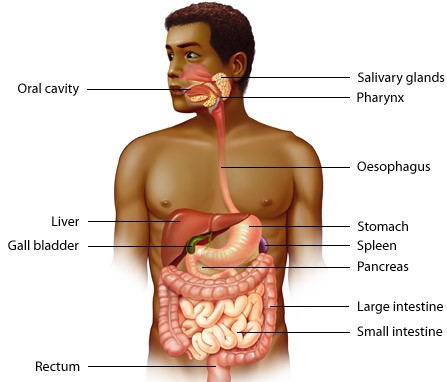 Salivary glands
Oral cavity
Pharynx
Oesophagus
Liver
Stomach
Gall bladder
Spleen
Pancreas
Large intestine
Small intestine
Rectum